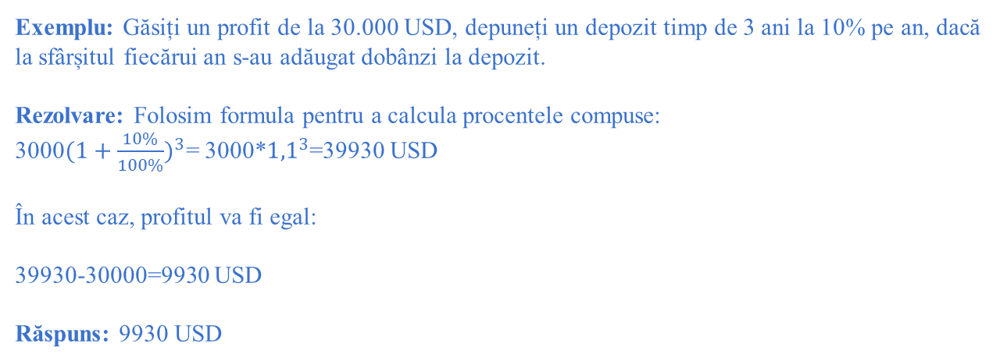 Exemplu: Găsiți un profit de la 30.000 USD, depuneți un depozit timp de 3 ani la 10% pe an, dacă
la sfârșitul fiecărui an s-au adăugat dobânzi la depozit.
Rezolvare: Folosim formula pentru a calcula procentele compuse:
3000(1 + 10%/100%)³= 3000*1,1³=39930 USD
În acest caz, profitul va fi egal:
39930-30000=9930 USD
Răspuns: 9930 USD